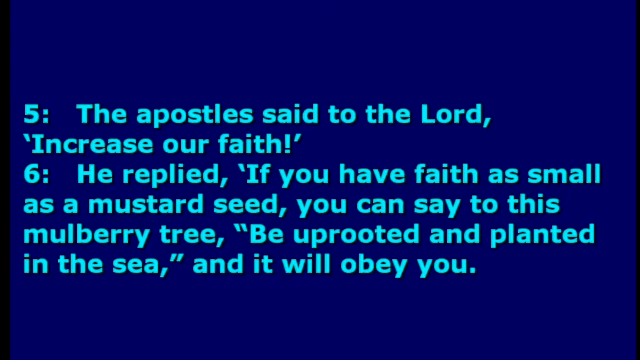 5:   The apostles said to the Lord,
‘Increase our faith!’
6:   He replied, ‘If you have faith as small
as a mustard seed, you can say to this
mulberry tree, “Be uprooted and planted
in the sea,” and it will obey you.